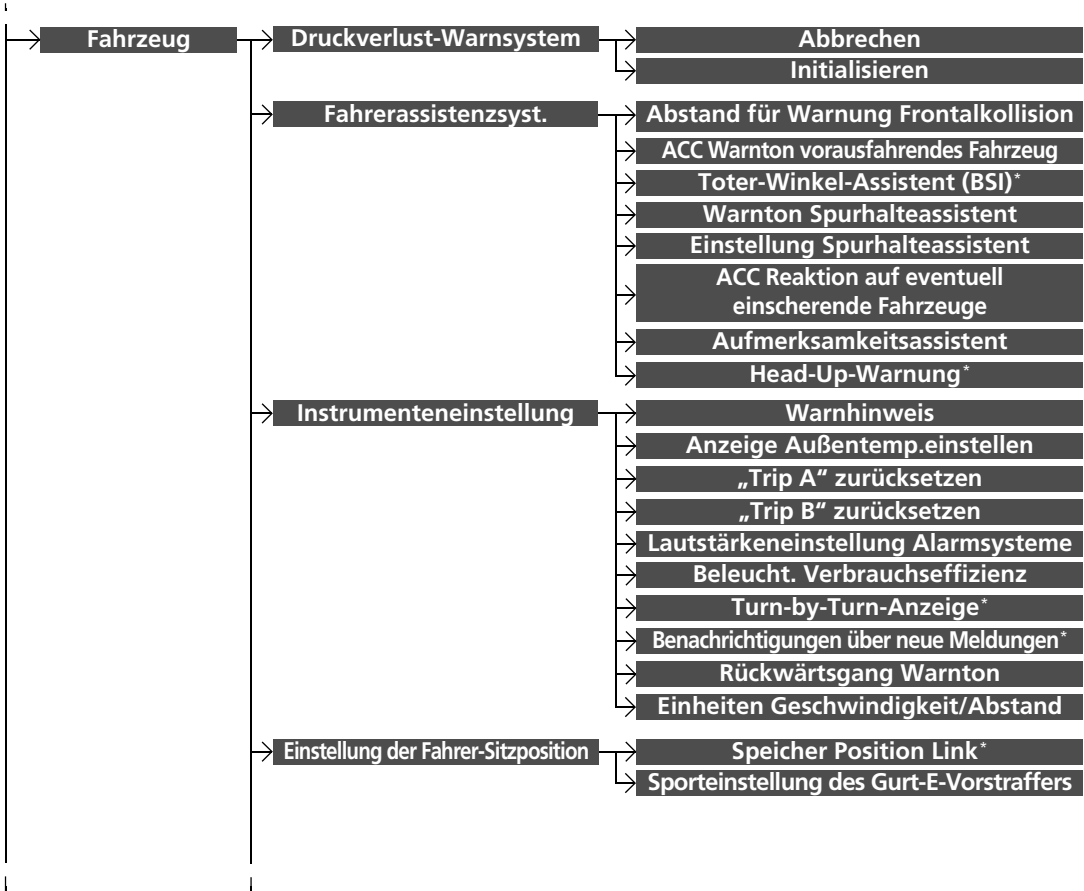 Fahrzeug
Druckverlust-Warnsystem
Abbrechen
Initialisieren
Fahrerassistenzsyst.
Abstand für Warnung Frontalkollision
ACC Warnton vorausfahrendes Fahrzeug
Toter-Winkel-Assistent (BSI)*
Warnton Spurhalteassistent
Einstellung Spurhalteassistent
ACC Reaktion auf eventuell
einscherende Fahrzeuge
Aufmerksamkeitsassistent
Head-Up-Warnung*
Instrumenteneinstellung
Warnhinweis
Anzeige Außentemp.einstellen
„Trip A“ zurücksetzen
„Trip B“ zurücksetzen
Lautstärkeneinstellung Alarmsysteme
Beleucht. Verbrauchseffizienz
Turn-by-Turn-Anzeige*
Benachrichtigungen über neue Meldungen*
Rückwärtsgang Warnton
Einheiten Geschwindigkeit/Abstand
Einstellung der Fahrer-Sitzposition
Speicher Position Link*
Sporteinstellung des Gurt-E-Vorstraffers